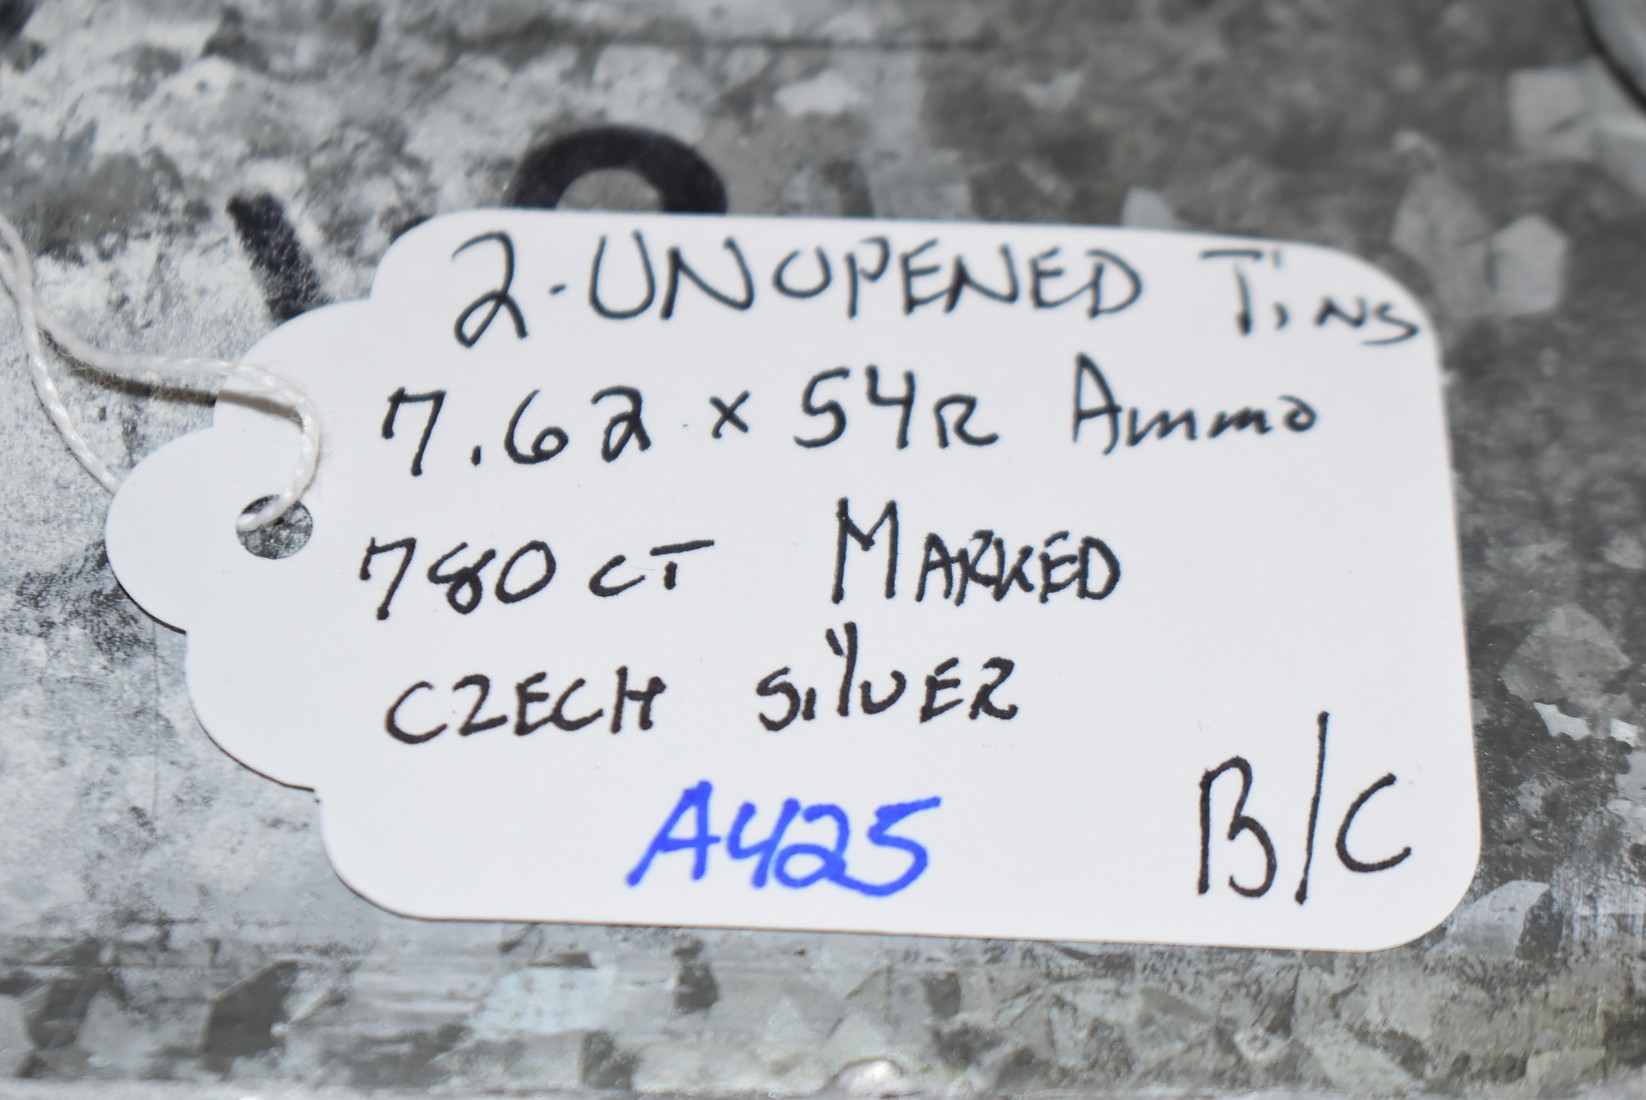 2-UNOPENED TiNS
7.62 x 54R Ammo
780 CT MARKED
CZECH SilVER
A425
B/C